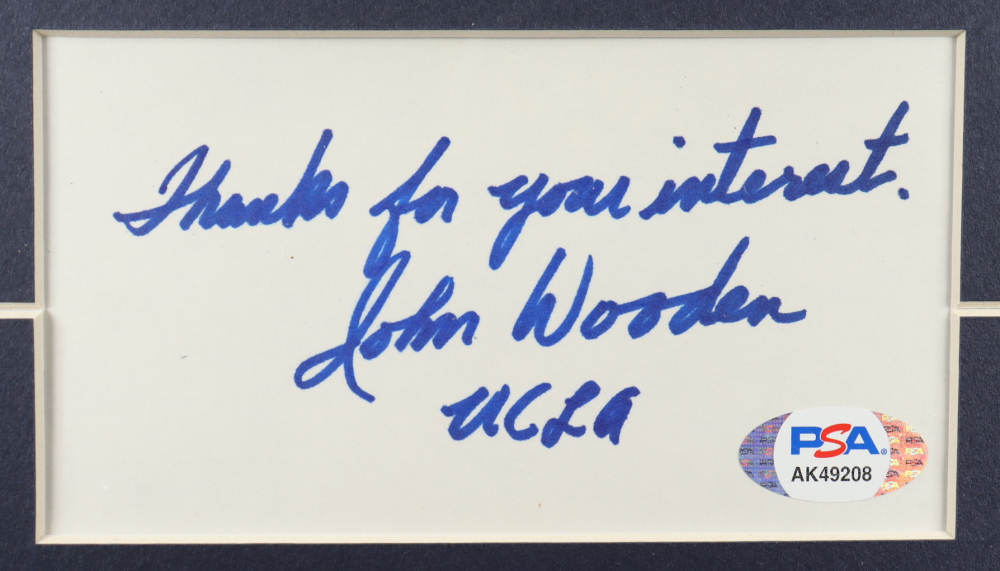 Thanks for your interest.
John Wooden
UCLA
PSA®
AK49208